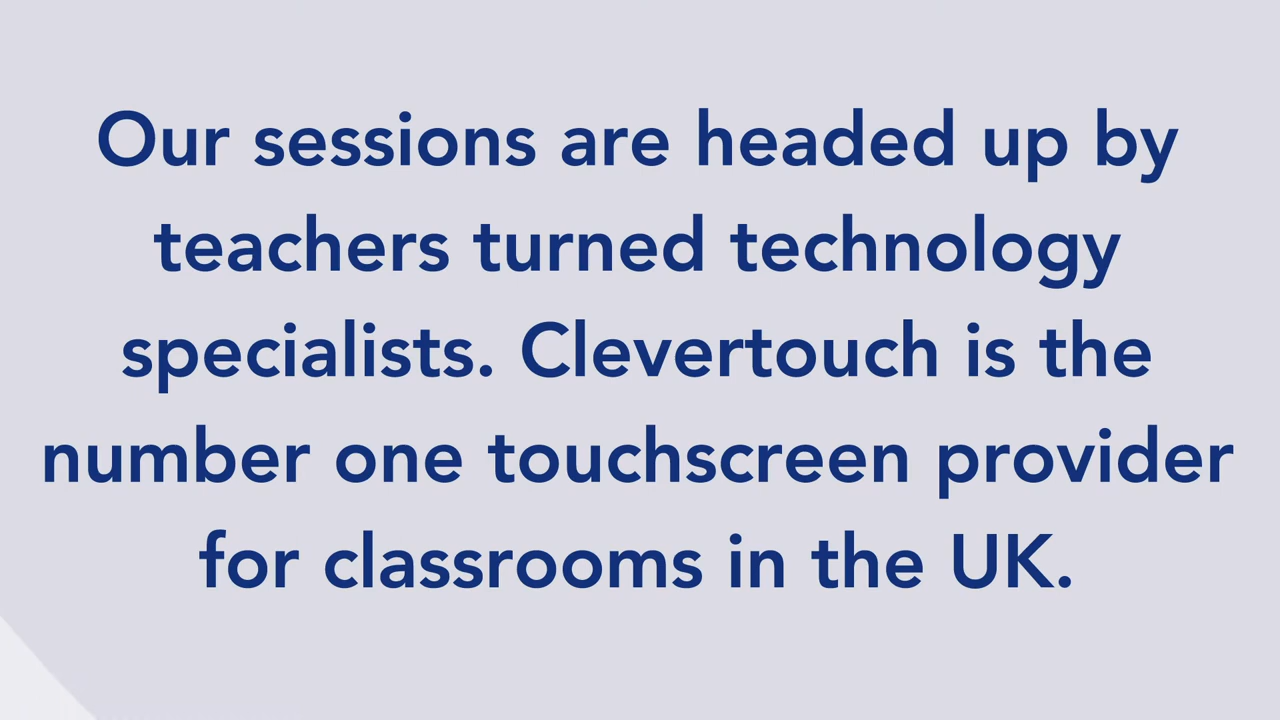 Our sessions are headed up by
teachers turned technology
specialists. Clevertouch is the
number one touchscreen provider
for classrooms in the UK.